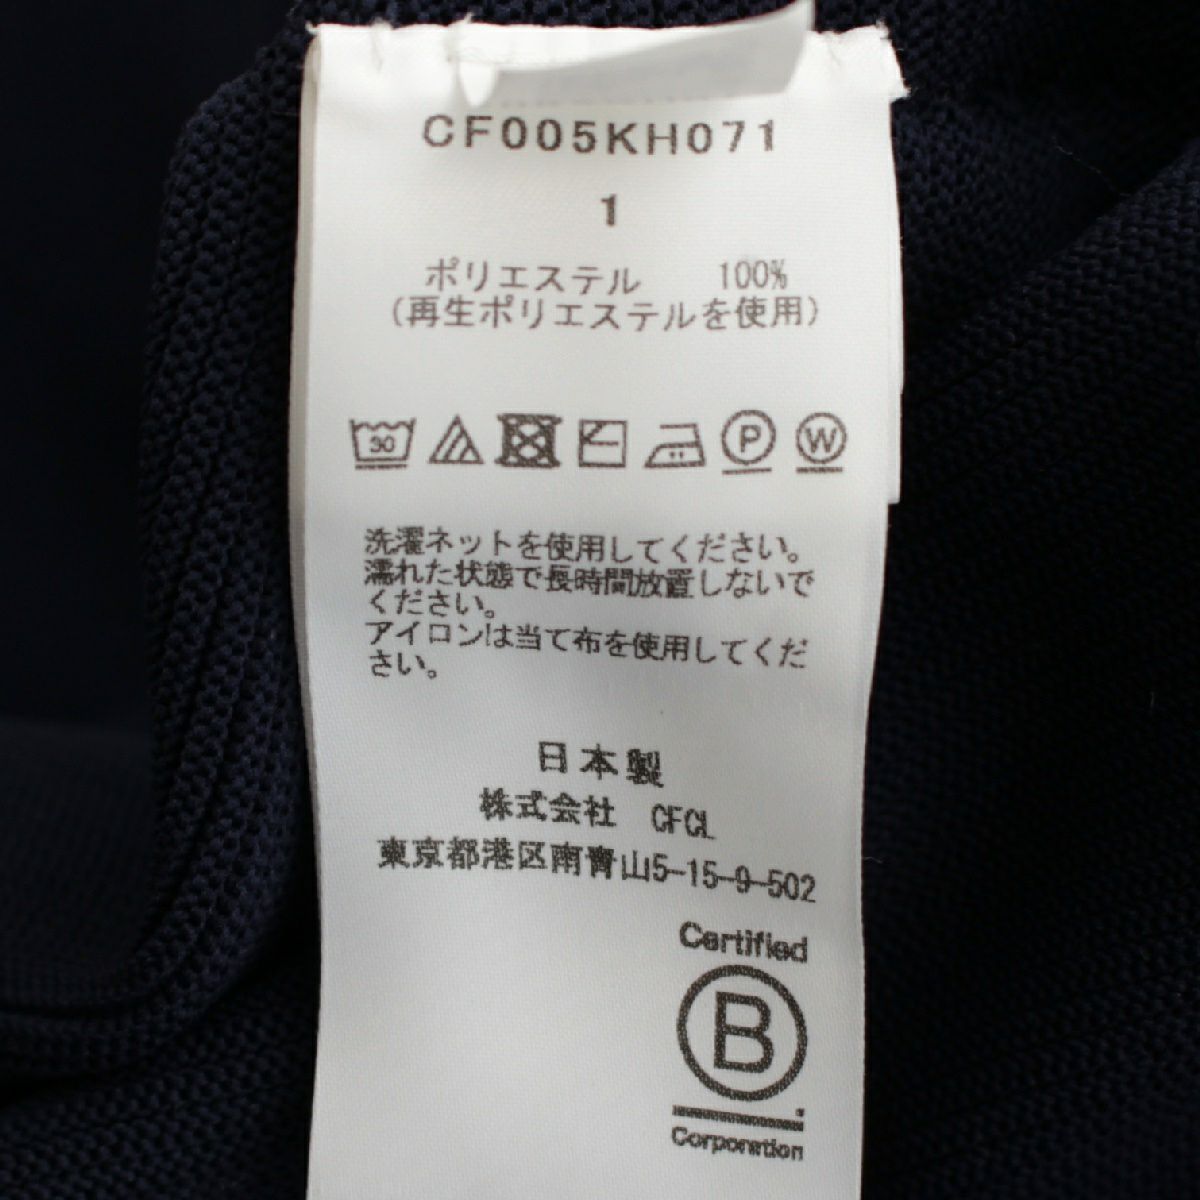 CF005KH071
1
ポリエステル 100%
(再生ポリエステルを使用)
30 P W
洗濯ネットを使用してください。
濡れた状態で長時間放置しないで
ください。
アイロンは当て布を使用してくだ
さい。
日本製
株式会社 CFCL
東京都港区南青山5-15-9-502
Certified
B
Corporation